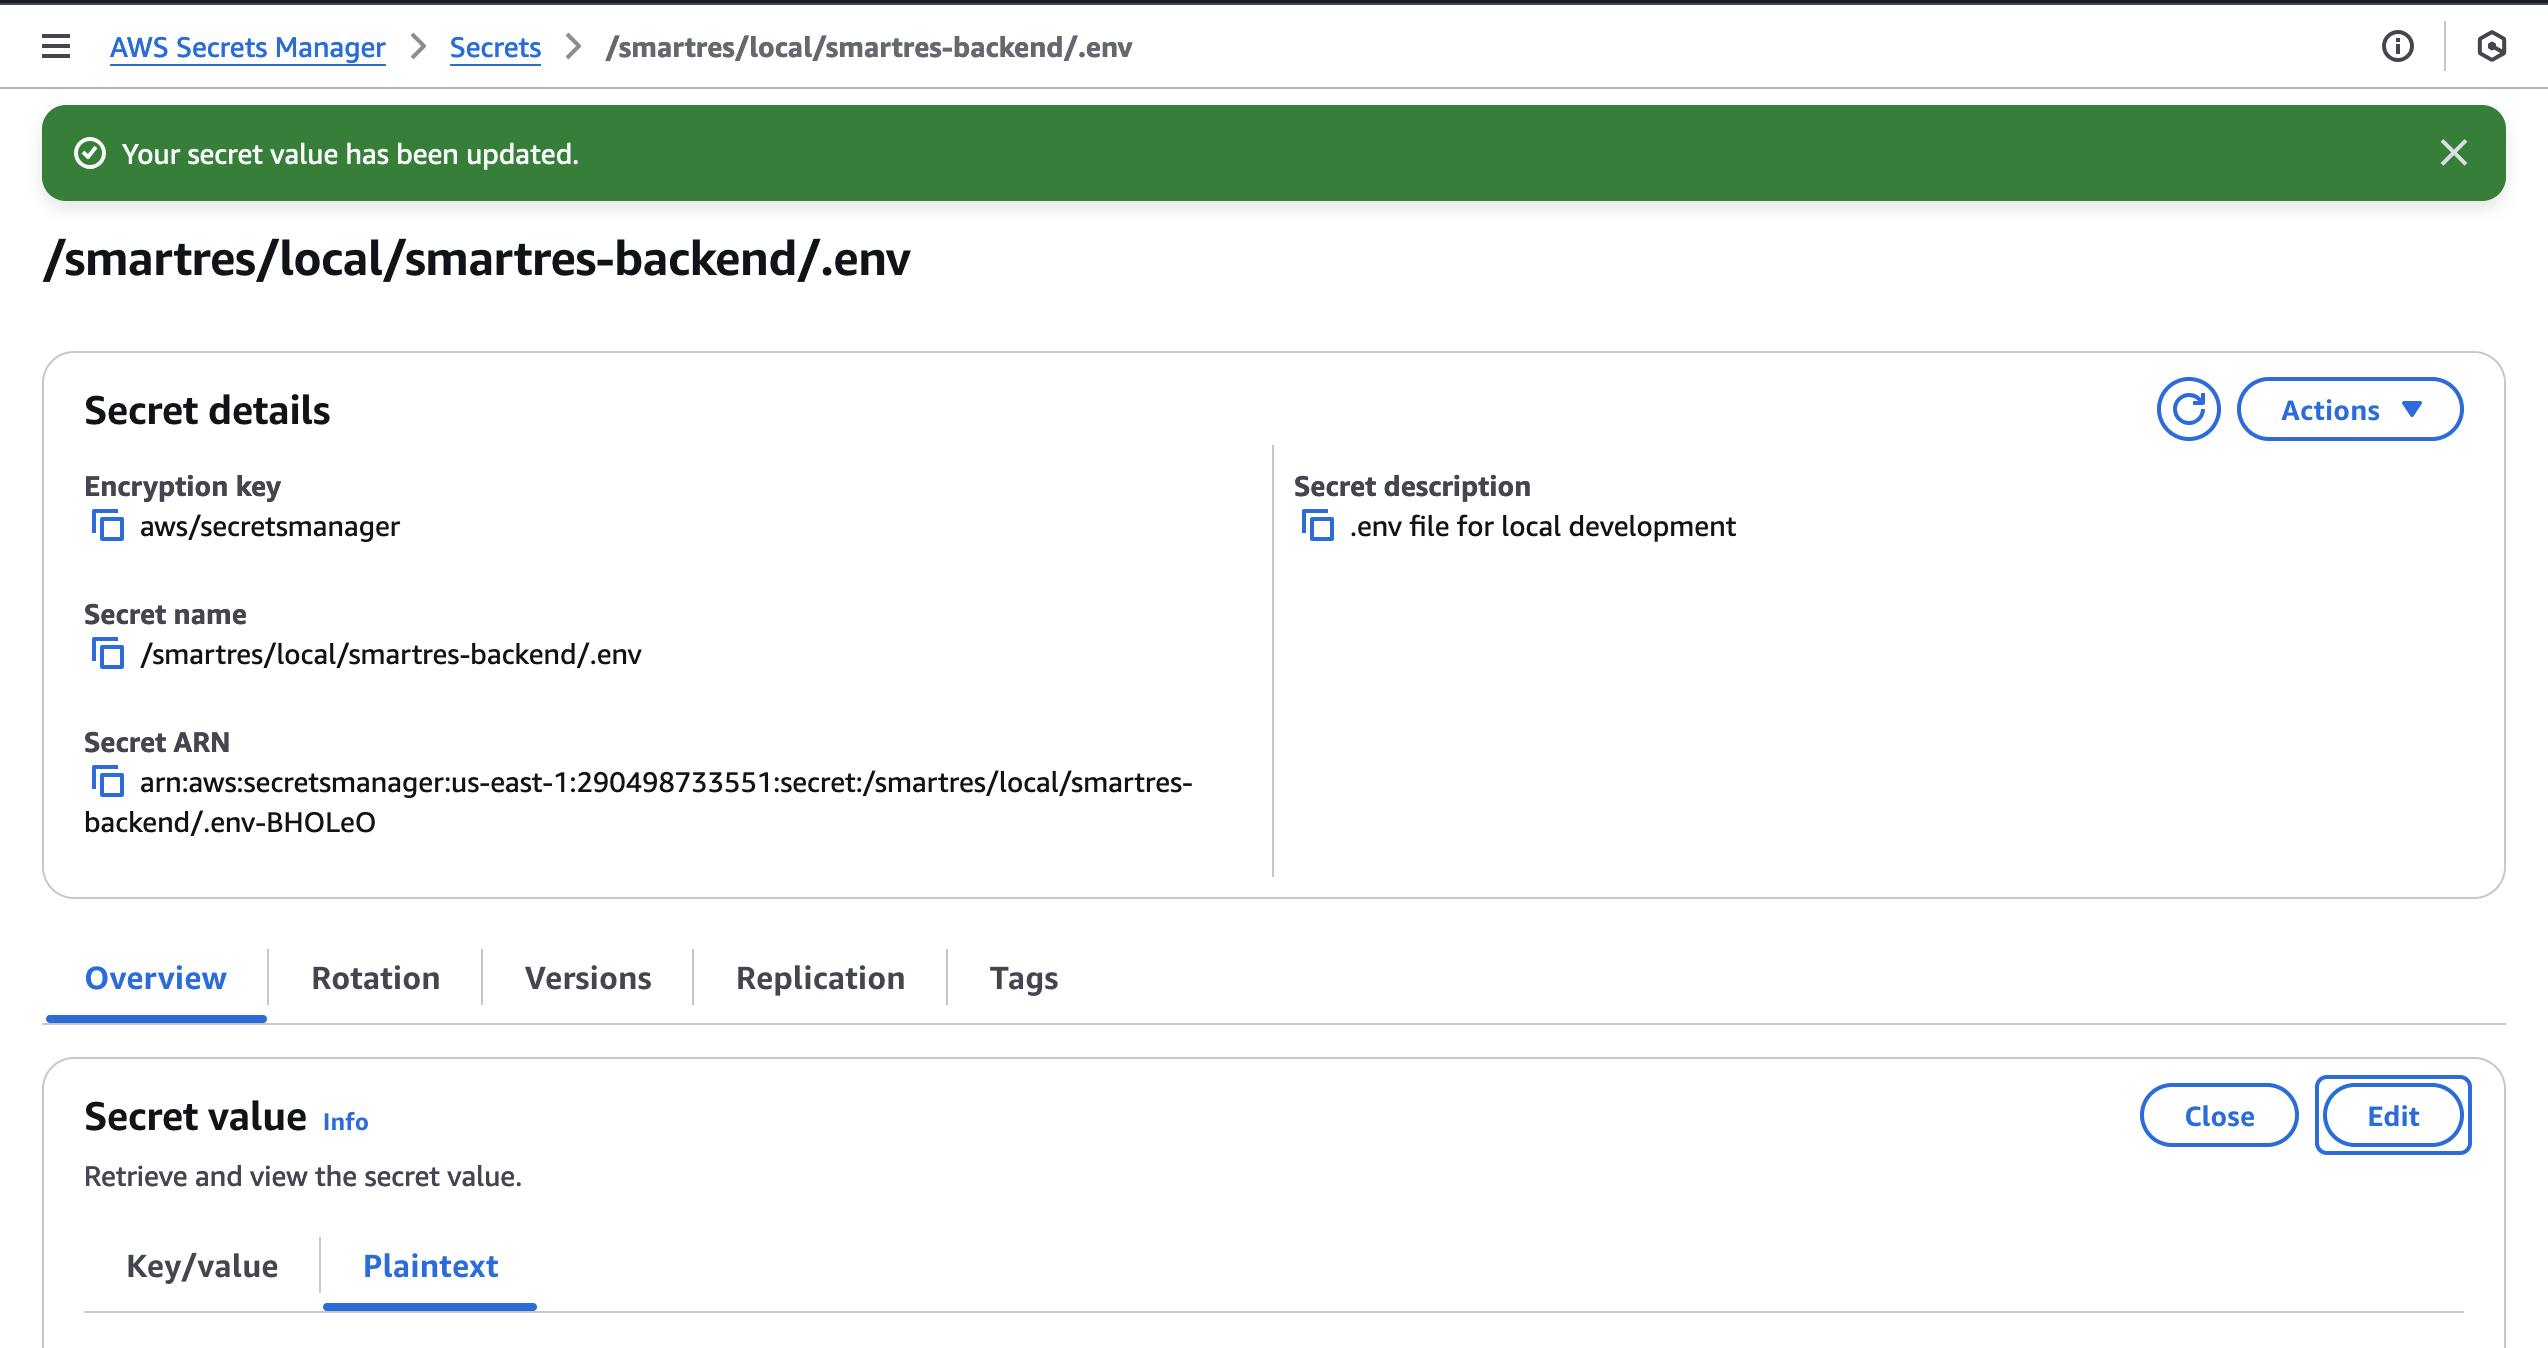 AWS Secrets Manager > Secrets > /smartres/local/smartres-backend/.env
Your secret value has been updated.
/smartres/local/smartres-backend/.env
Secret details
Actions
Encryption key
aws/secretsmanager
Secret name
/smartres/local/smartres-backend/.env
Secret ARN
arn:aws:secretsmanager:us-east-1:290498733551:secret:/smartres/local/smartres-
backend/.env-BHOLeO
Secret description
.env file for local development
Overview
Rotation
Versions
Replication
Tags
Secret value Info
Close
Edit
Retrieve and view the secret value.
Key/value
Plaintext